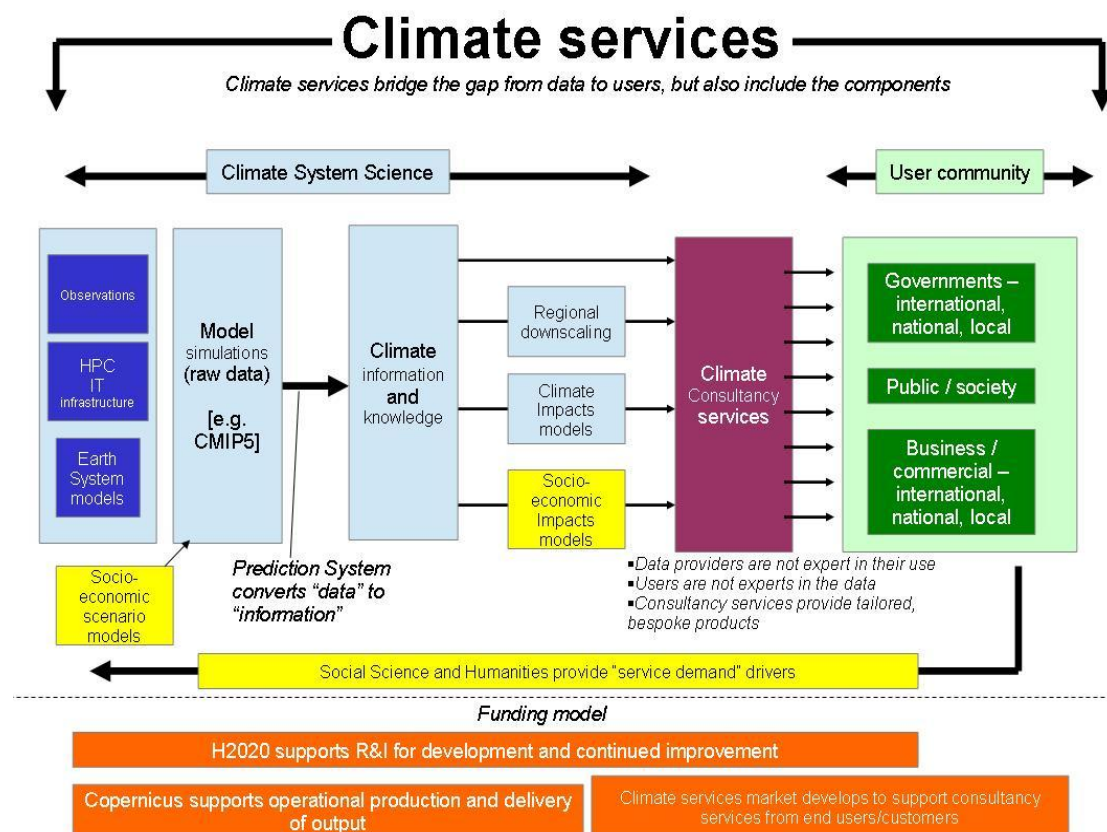 Climate services
Climate services bridge the gap from data to users, but also include the components
Climate System Science
User community
Observations
HPC
IT
infrastructure
Earth
System
models
Model
simulations
(raw data)
[e.g.
CMIP5]
Climate
information
and
knowledge
Regional
downscaling
Climate
Impacts
models
Socio-
economic
Impacts
models
Climate
Consultancy
services
Governments –
international,
national, local
Public / society
Business /
commercial –
international,
national, local
Socio-
economic
scenario
models
Prediction System
converts “data” to
“information”
▪Data providers are not expert in their use
▪Users are not experts in the data
▪Consultancy services provide tailored,
bespoke products
Social Science and Humanities provide “service demand” drivers
Funding model
H2020 supports R&I for development and continued improvement
Copernicus supports operational production and delivery
of output
Climate services market develops to support consultancy
services from end users/customers